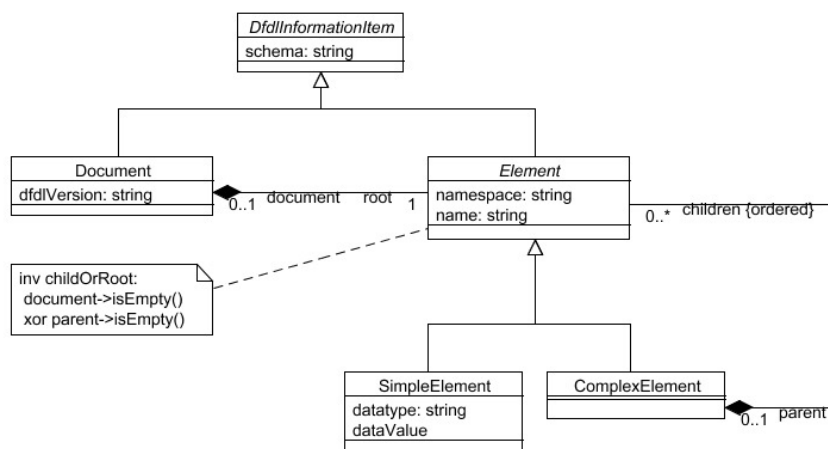 DfdlInformationItem
schema: string
Document
dfdlVersion: string
0..1
document
root
1
Element
namespace: string
name: string
0..*
children {ordered}
inv childOrRoot:
document->isEmpty()
xor parent->isEmpty()
SimpleElement
datatype: string
dataValue
ComplexElement
0..1
parent